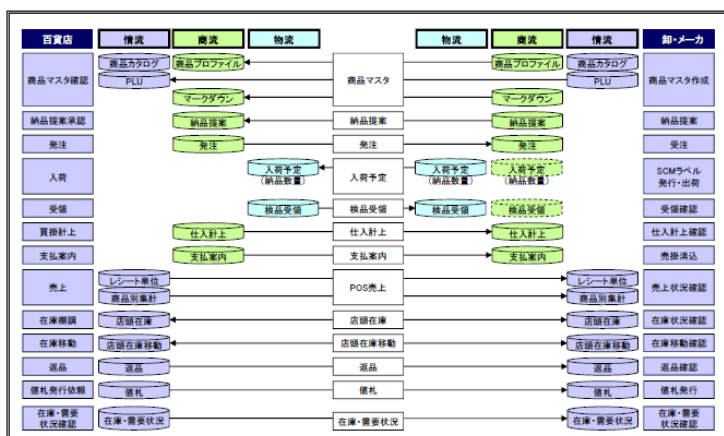 百貨店 情流 商流 物流 物流 商流 情流 卸・メーカ
商品マスタ確認 商品カタログ 商品プロファイル 商品マスタ 商品プロファイル 商品カタログ 商品マスタ作成
PLU PLU
マークダウン マークダウン
納品提案承認 納品提案 納品提案 納品提案 納品提案
発注 発注 発注 発注 受注
入荷 入荷予定 入荷予定 入荷予定 入荷予定 SCMラベル
(納品数量) (納品数量) (納品数量) 発行・出荷
受領 検品受領 検品受領 検品受領 検品受領 受領確認
買掛計上 仕入計上 仕入計上 仕入計上 仕入計上確認
支払案内 支払案内 支払案内 支払案内 売掛消込
売上 レシート単位 POS売上 レシート単位 売上状況確認
商品別集計 商品別集計
在庫棚調 店頭在庫 店頭在庫 店頭在庫 在庫状況確認
在庫移動 店頭在庫移動 店頭在庫移動 店頭在庫移動 在庫移動確認
返品 返品 返品 返品 返品確認
値札発行依頼 値札 値札 値札 値札発行
在庫・需要 在庫・需要状況 在庫・需要状況 在庫・需要状況 在庫・需要
状況確認 状況確認